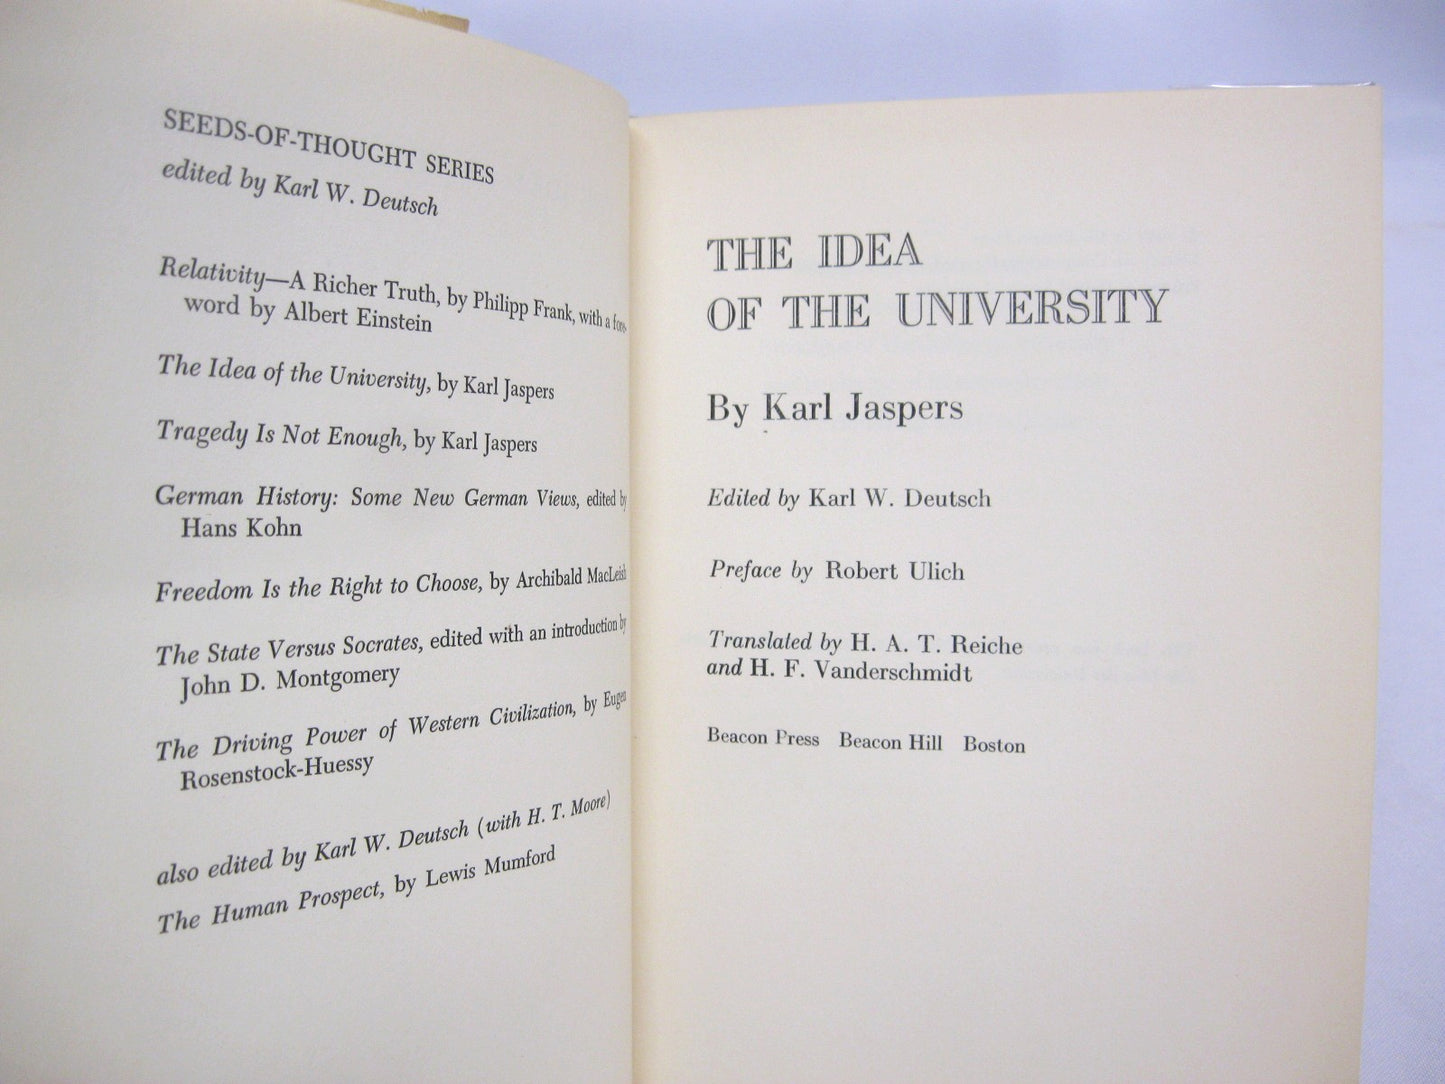 SEEDS-OF-THOUGHT SERIES
edited by Karl W. Deutsch
Relativity—A Richer Truth, by Philipp Frank, with a fore-
word by Albert Einstein
The Idea of the University, by Karl Jaspers
Tragedy Is Not Enough, by Karl Jaspers
German History: Some New German Views, edited by
Hans Kohn
Freedom Is the Right to Choose, by Archibald MacLeish
The State Versus Socrates, edited with an introduction by
John D. Montgomery
The Driving Power of Western Civilization, by Eugen
Rosenstock-Huessy
also edited by Karl W. Deutsch (with H. T. Moore)
The Human Prospect, by Lewis Mumford
THE IDEA
OF THE UNIVERSITY
By Karl Jaspers
Edited by Karl W. Deutsch
Preface by Robert Ulich
Translated by H. A. T. Reiche
and H. F. Vanderschmidt
Beacon Press Beacon Hill Boston